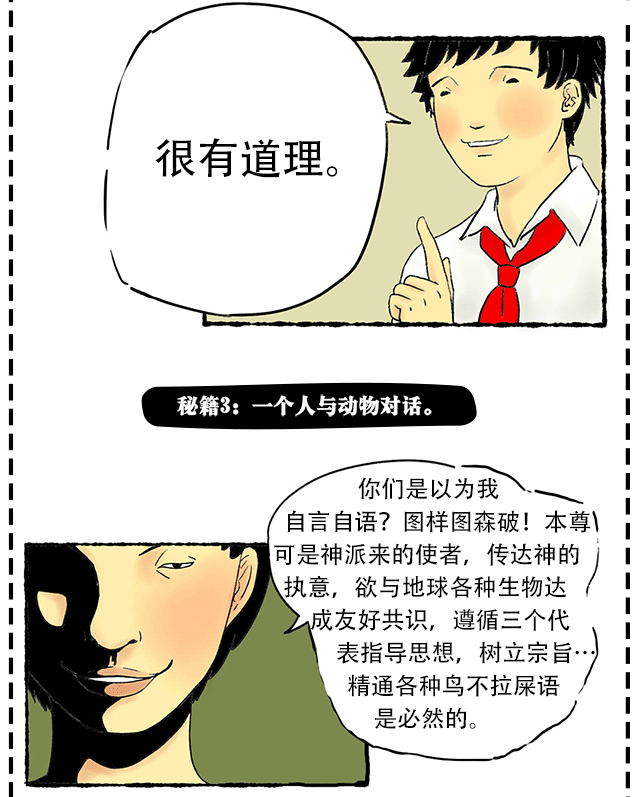 很有道理。
秘籍3：一个人与动物对话。
你们是以为我
自言自语？图样图森破！本尊
可是神派来的使者，传达神的
执意，欲与地球各种生物达
成友好共识，遵循三个代
表指导思想，树立宗旨…
精通各种鸟不拉屎语
是必然的。